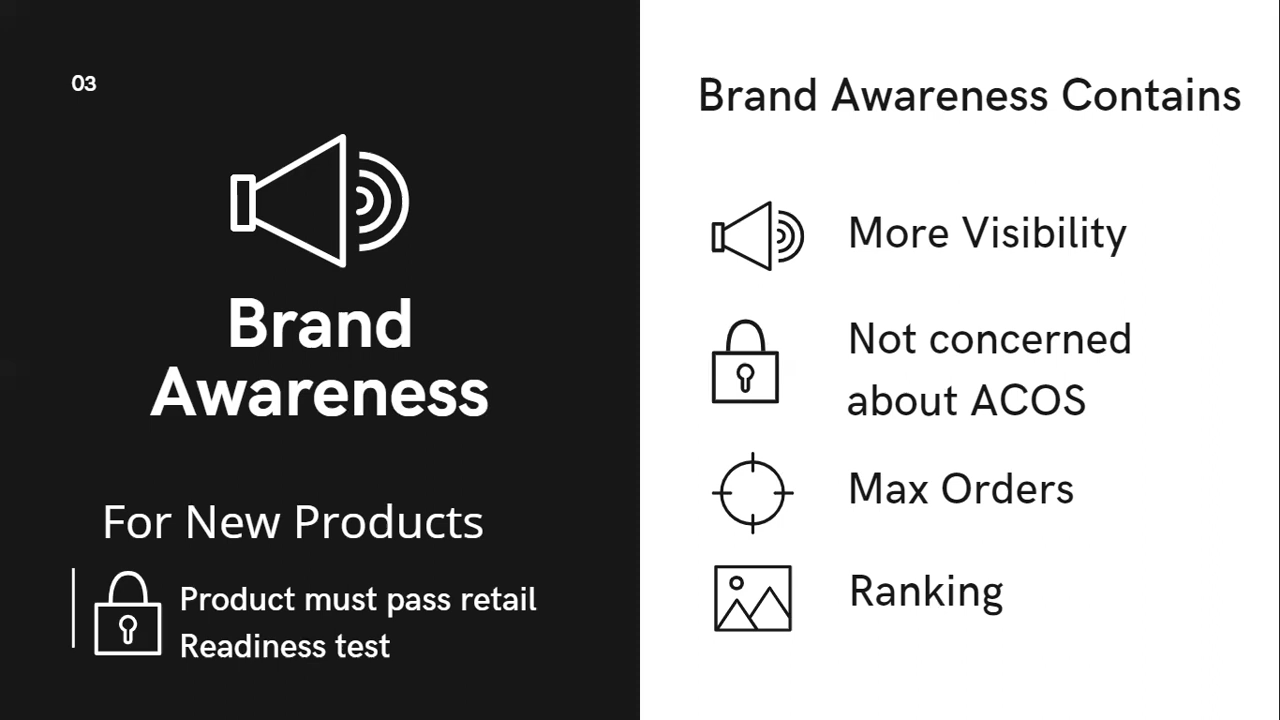 03
Brand
Awareness
For New Products
Product must pass retail
Readiness test
Brand Awareness Contains
More Visibility
Not concerned
about ACOS
Max Orders
Ranking